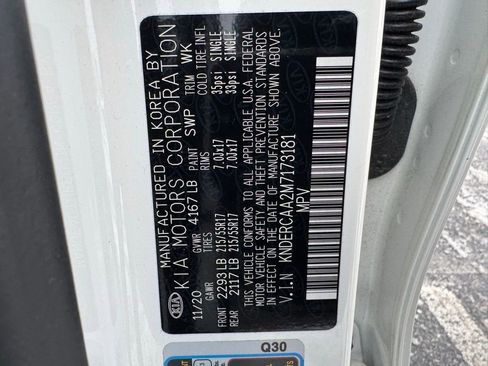 MANUFACTURED IN KOREA BY
KIA MOTORS CORPORATION
KIA
11/20 GVWR 4167 LB PAINT SWP TRIM WK
GAWR TIRES RIMS COLD TIRE INFL
FRONT 2293 LB 215/55R17 7.0JX17 35psi SINGLE
REAR 2117 LB 215/55R17 7.0JX17 33psi SINGLE
THIS VEHICLE CONFORMS TO ALL APPLICABLE U.S.A. FEDERAL
MOTOR VEHICLE SAFETY AND THEFT PREVENTION STANDARDS
IN EFFECT ON THE DATE OF MANUFACTURE SHOWN ABOVE.
V.I.N KNDERCAA2M7173181
MPV
Q30